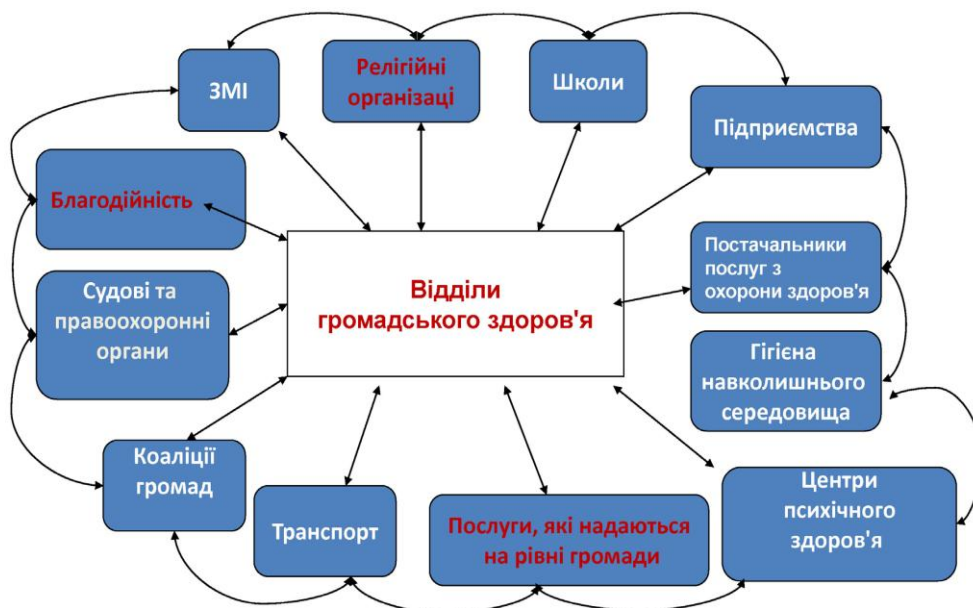 ЗМІ
Релігійні
організаці
Школи
Підприємства
Благодійність
Відділи
громадського здоров'я
Постачальники
послуг з
охорони здоров'я
Судові та
правоохоронні
органи
Гігієна
навколишнього
середовища
Коаліції
громад
Транспорт
Послуги, які надаються
на рівні громади
Центри
психічного
здоров'я